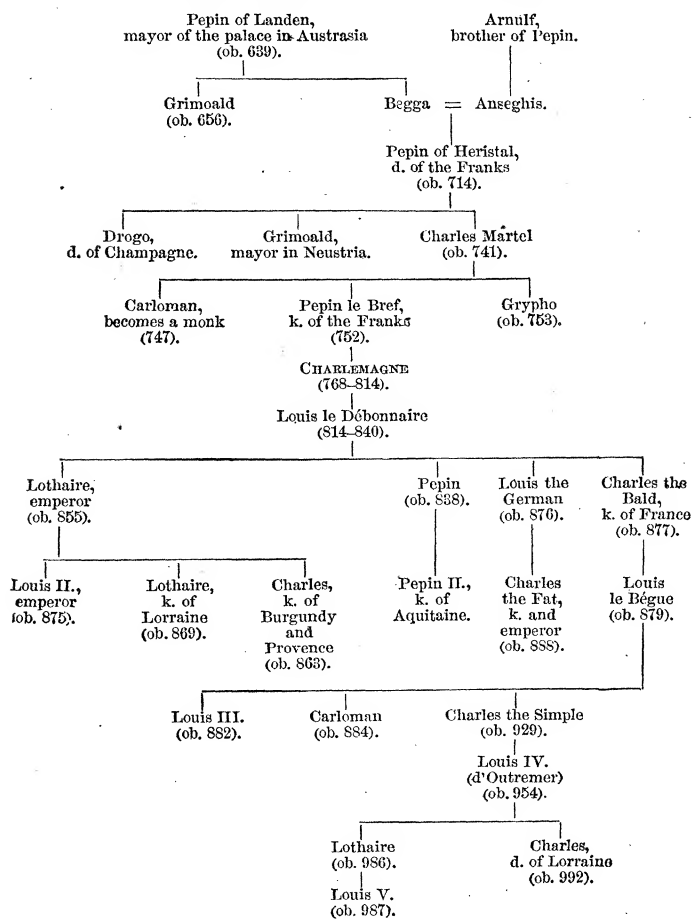 Pepin of Landen,
mayor of the palace in Austrasia
(ob. 639).
Arnulf,
brother of Pepin.
Grimoald
(ob. 656).
Begga = Anseghis.
Pepin of Heristal,
d. of the Franks
(ob. 714).
Drogo,
d. of Champagne.
Grimoald,
mayor in Neustria.
Charles Martel
(ob. 741).
Carloman,
becomes a monk
(747).
Pepin le Bref,
k. of the Franks
(752).
Grypho
(ob. 753).
CHARLEMAGNE
(768–814).
Louis le Débonnaire
(814–840).
Lothaire,
emperor
(ob. 855).
Pepin
(ob. 838).
Louis the
German
(ob. 876).
Charles the
Bald,
k. of France
(ob. 877).
Louis II.,
emperor
(ob. 875).
Lothaire,
k. of
Lorraine
(ob. 869).
Charles,
k. of
Burgundy
and
Provence
(ob. 863).
Pepin II.,
k. of
Aquitaine.
Charles
the Fat,
k. and
emperor
(ob. 888).
Louis
le Bégue
(ob. 879).
Louis III.
(ob. 882).
Carloman
(ob. 884).
Charles the Simple
(ob. 929).
Louis IV.
(d'Outremer)
(ob. 954).
Lothaire
(ob. 986).
Charles,
d. of Lorraine
(ob. 992).
Louis V.
(ob. 987).